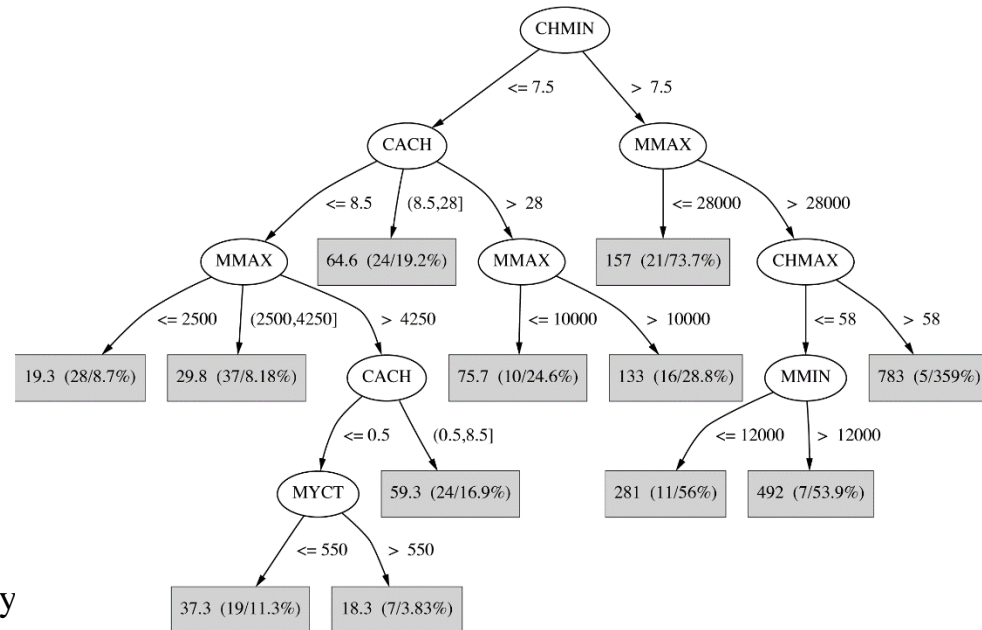 CHMIN
<= 7.5 > 7.5
CACH MMAX
<= 8.5 (8.5,28] > 28 <= 28000 > 28000
MMAX 64.6 (24/19.2%) MMAX 157 (21/73.7%) CHMAX
<= 2500 (2500,4250] > 4250 <= 10000 > 10000 <= 58 > 58
19.3 (28/8.7%) 29.8 (37/8.18%) CACH 75.7 (10/24.6%) 133 (16/28.8%) MMIN 783 (5/359%)
<= 0.5 (0.5,8.5] <= 12000 > 12000
MYCT 59.3 (24/16.9%) 281 (11/56%) 492 (7/53.9%)
<= 550 > 550
y 37.3 (19/11.3%) 18.3 (7/3.83%)